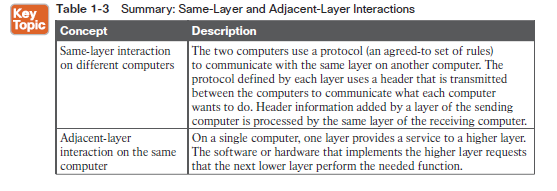 Key
Topic
Table 1-3 Summary: Same-Layer and Adjacent-Layer Interactions
Concept
Description
Same-layer interaction
on different computers
The two computers use a protocol (an agreed-to set of rules)
to communicate with the same layer on another computer. The
protocol defined by each layer uses a header that is transmitted
between the computers to communicate what each computer
wants to do. Header information added by a layer of the sending
computer is processed by the same layer of the receiving computer.
Adjacent-layer
interaction on the same
computer
On a single computer, one layer provides a service to a higher layer.
The software or hardware that implements the higher layer requests
that the next lower layer perform the needed function.